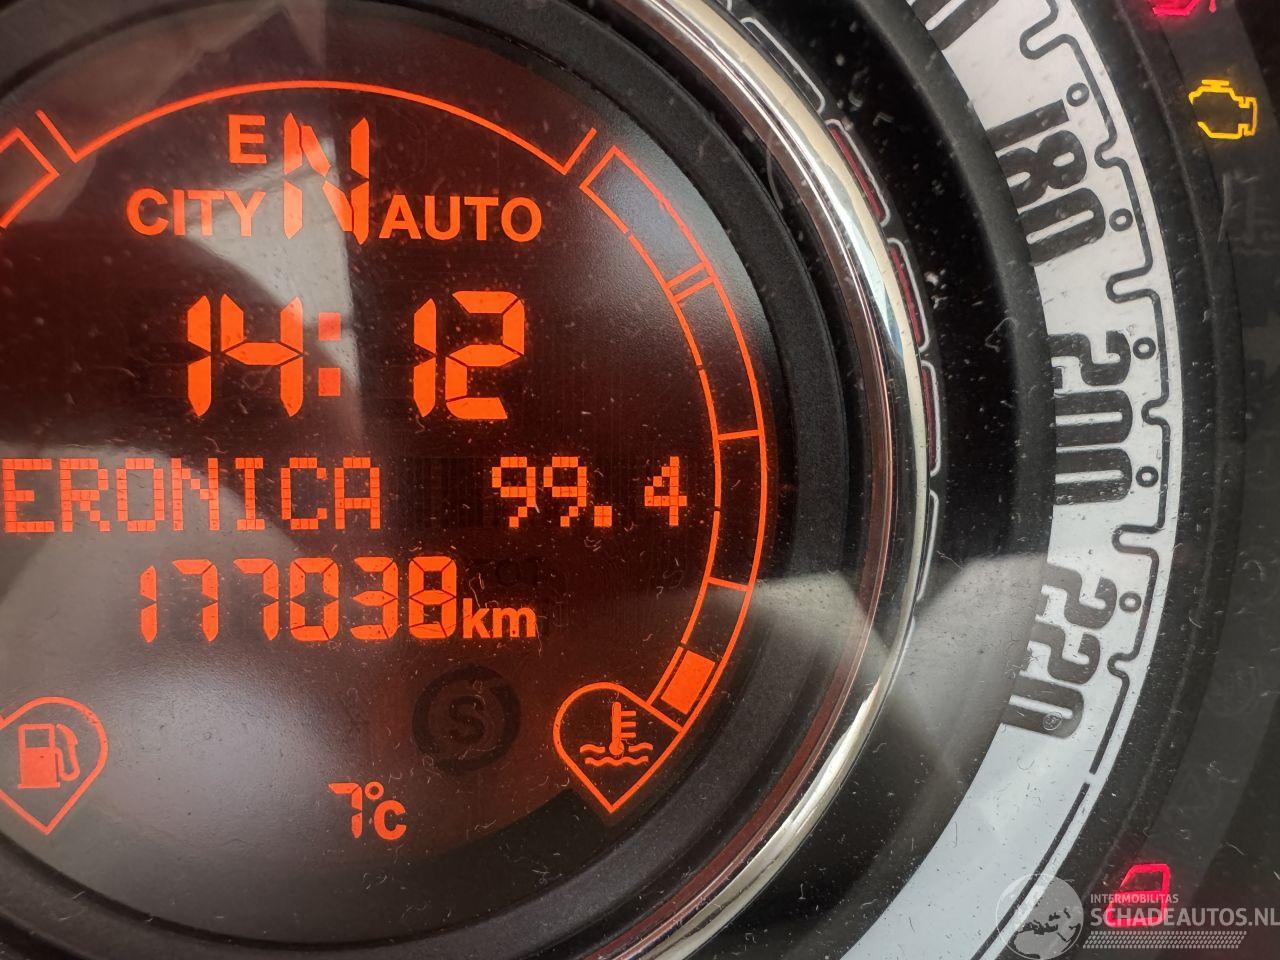 E N
CITY AUTO
14:12
ERONICA 99.4
177038km
7°C
180
200
220
INTERMOBILITAS
SCHADEAUTOS.NL